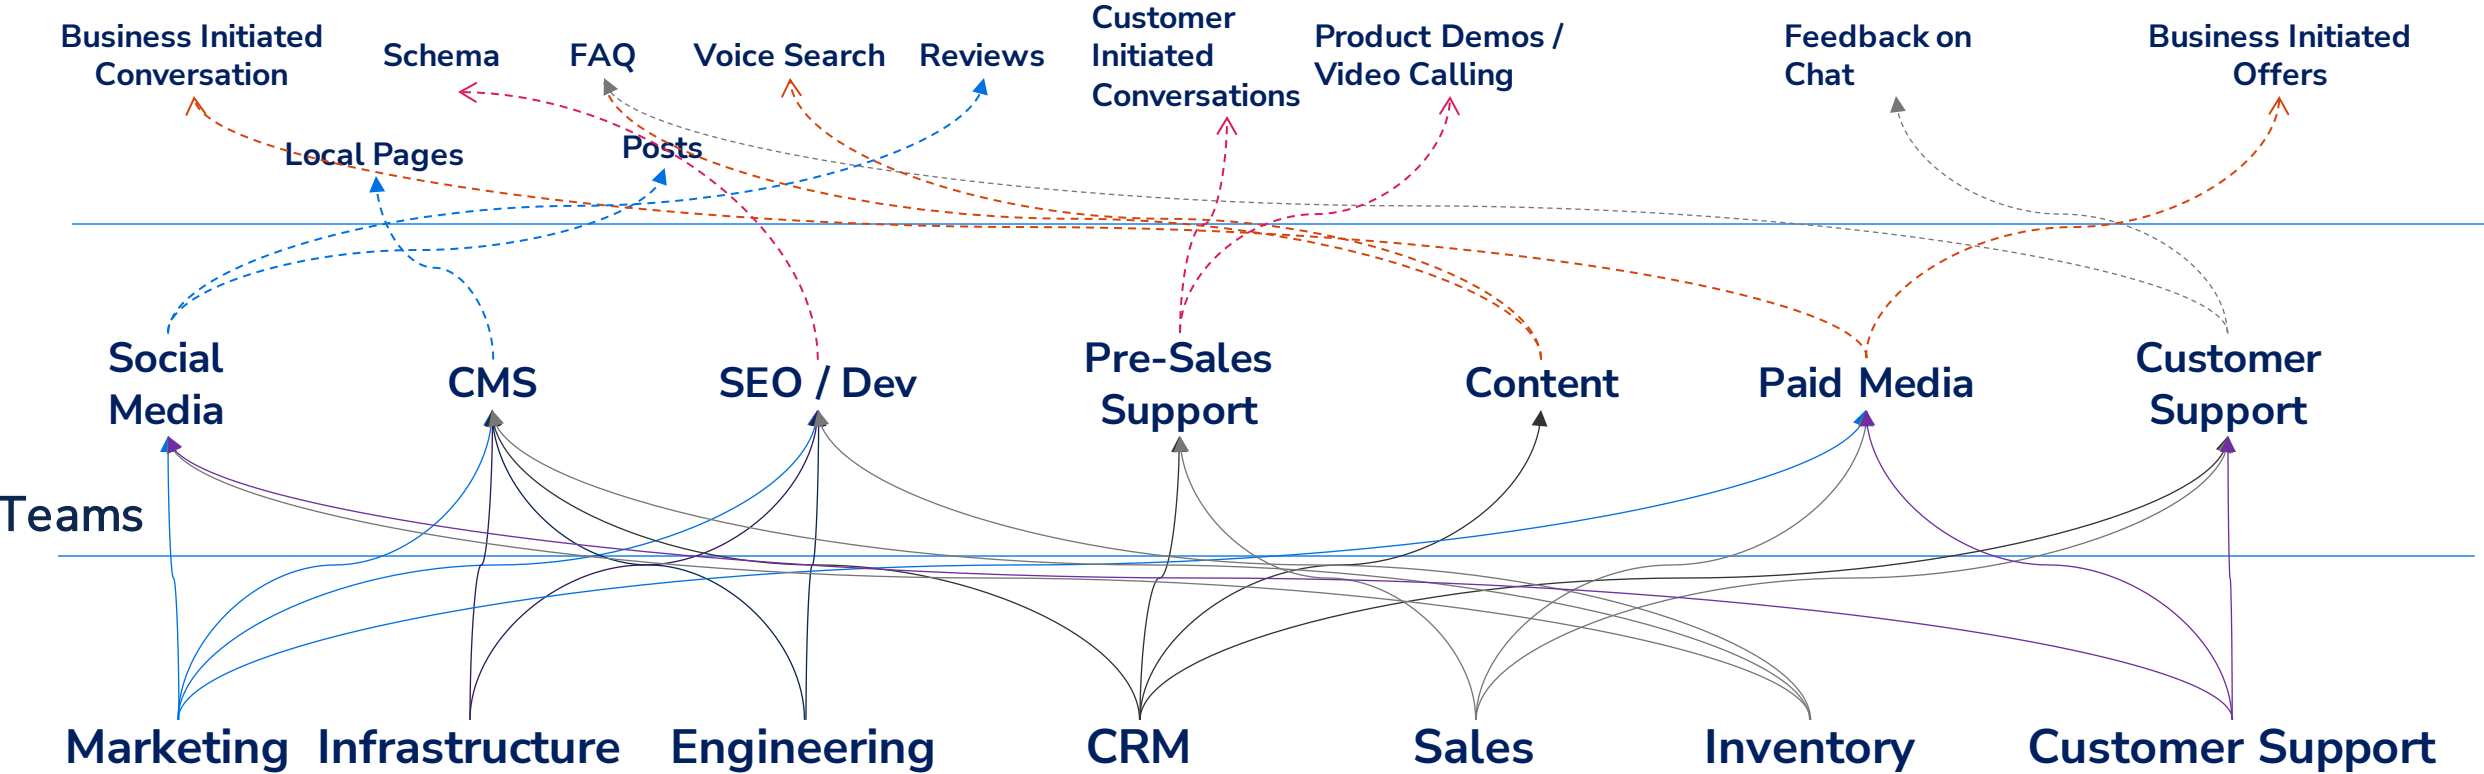 Business Initiated
Conversation
Schema
FAQ
Voice Search
Reviews
Customer
Initiated
Conversations
Product Demos /
Video Calling
Feedback on
Chat
Business Initiated
Offers
Local Pages
Posts
Social
Media
CMS
SEO / Dev
Pre-Sales
Support
Content
Paid Media
Customer
Support
Teams
Marketing
Infrastructure
Engineering
CRM
Sales
Inventory
Customer Support